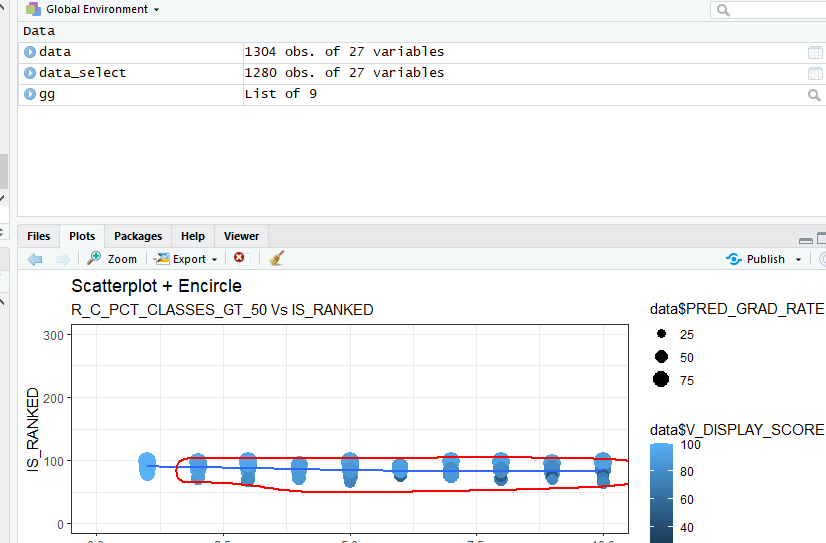 Global Environment
Data
data 1304 obs. of 27 variables
data_select 1280 obs. of 27 variables
gg List of 9
Files Plots Packages Help Viewer
Zoom Export Publish
Scatterplot + Encircle
R_C_PCT_CLASSES_GT_50 Vs IS_RANKED
300
200
100
0
IS_RANKED
data$PRED_GRAD_RATE
25
50
75
data$V_DISPLAY_SCORE
100
80
60
40